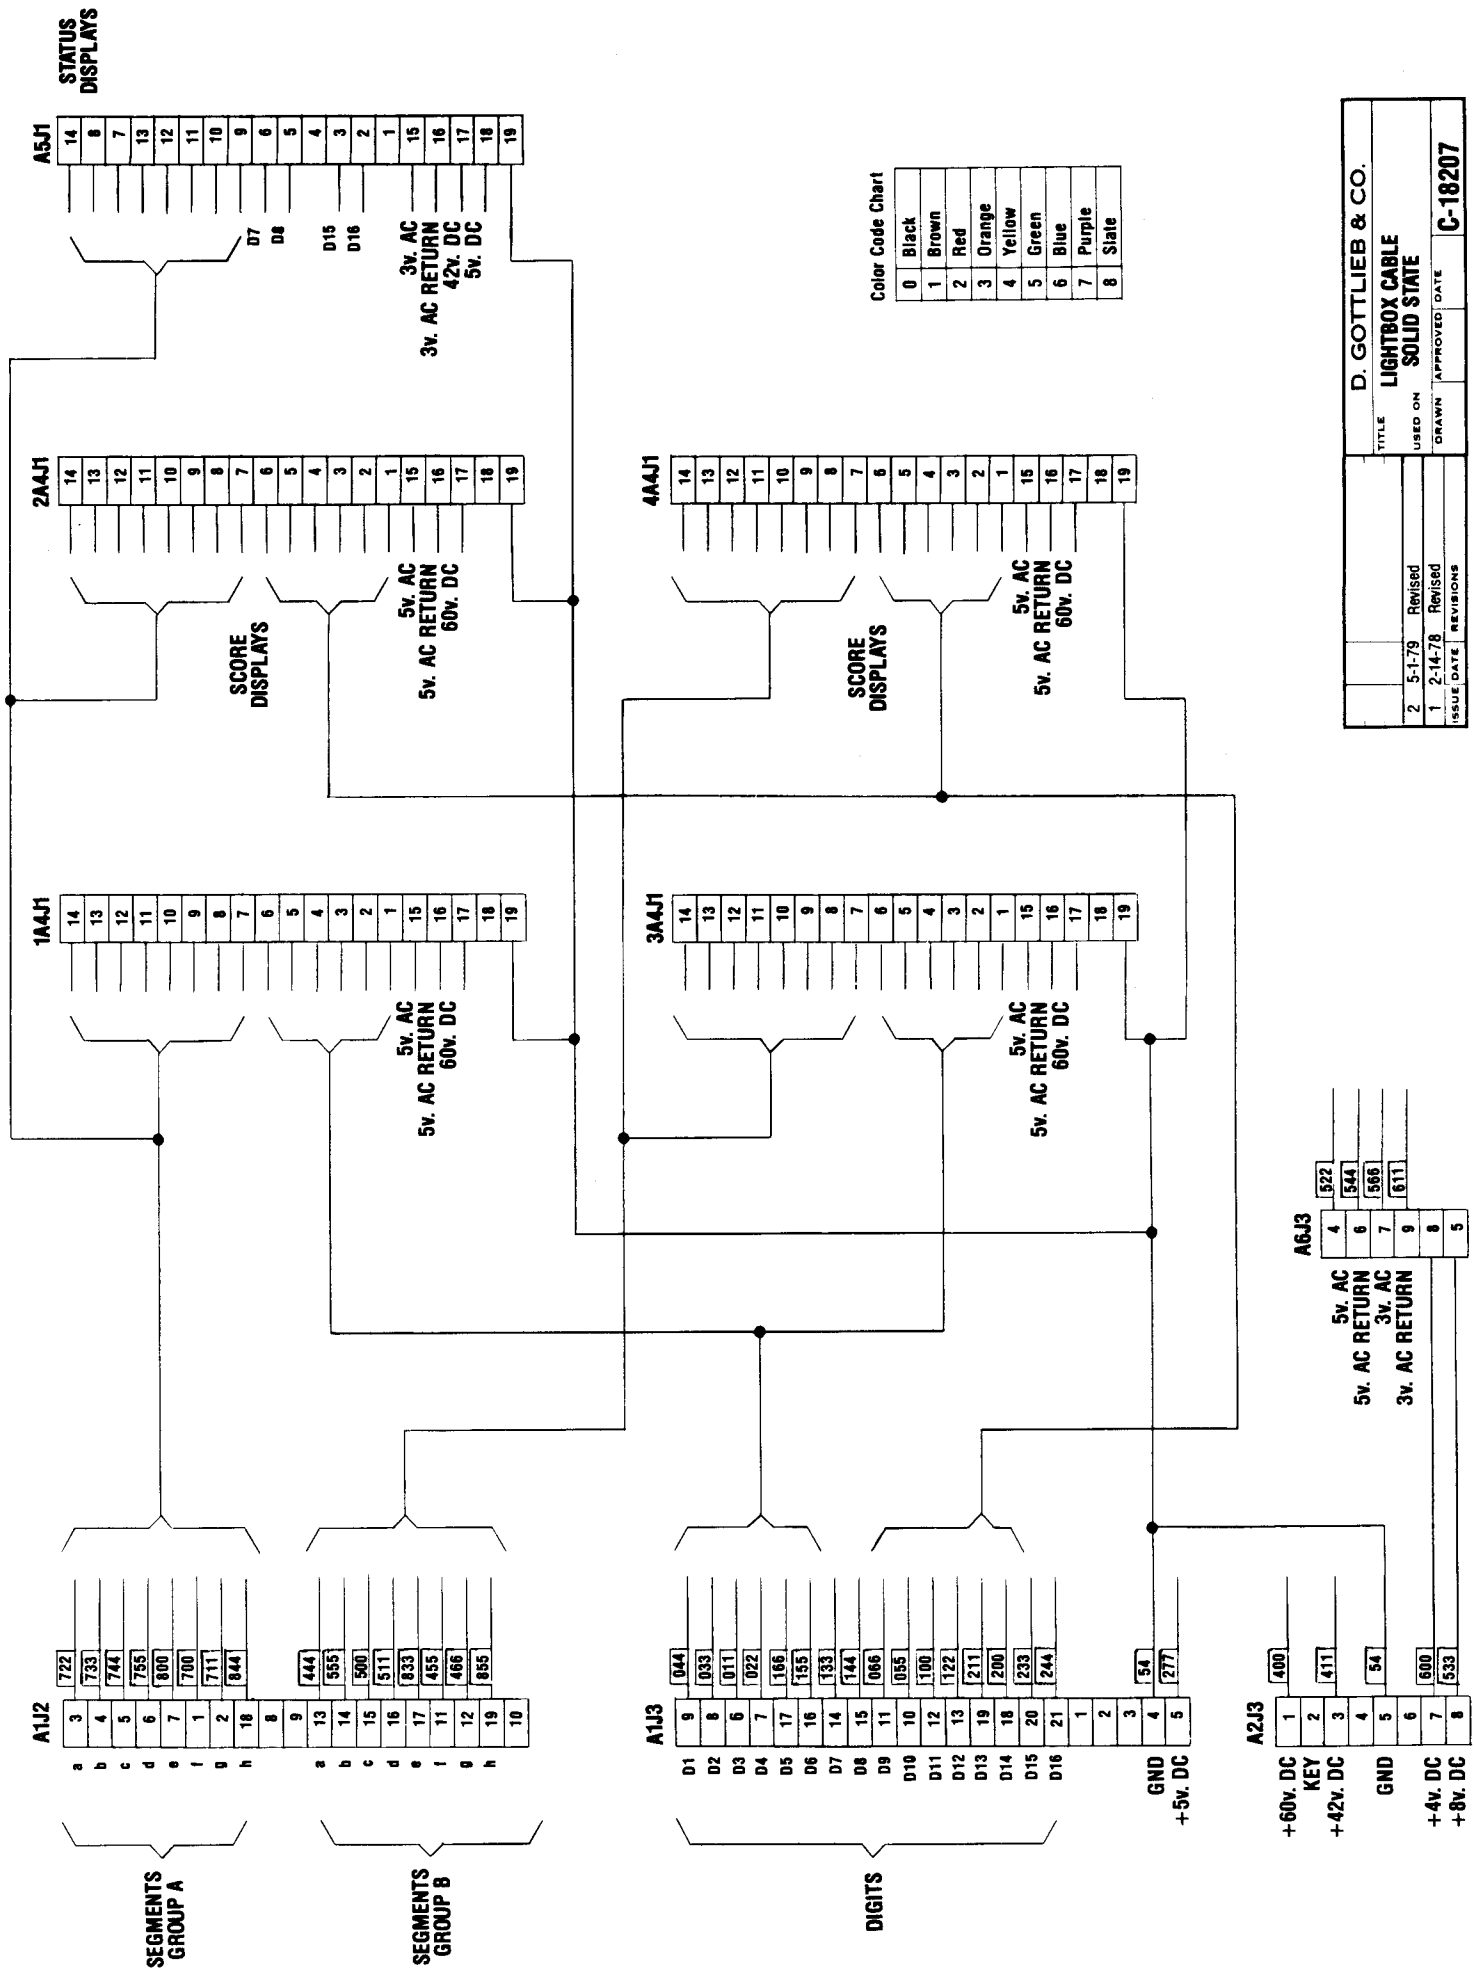 STATUS
DISPLAYS
A5J1
14
8
7
13
12
11
10
9
6
5
4
3
2
1
15
16
17
18
19
D7
D8
D15
D16
3v. AC
3v. AC RETURN
42v. DC
5v. DC
2A4J1
14
13
12
11
10
9
8
7
6
5
4
3
2
1
15
16
17
18
19
5v. AC
5v. AC RETURN
60v. DC
SCORE
DISPLAYS
4A4J1
14
13
12
11
10
9
8
7
6
5
4
3
2
1
15
16
17
18
19
5v. AC
5v. AC RETURN
60v. DC
SCORE
DISPLAYS
1A4J1
14
13
12
11
10
9
8
7
6
5
4
3
2
1
15
16
17
18
19
5v. AC
5v. AC RETURN
60v. DC
3A4J1
14
13
12
11
10
9
8
7
6
5
4
3
2
1
15
16
17
18
19
5v. AC
5v. AC RETURN
60v. DC
Color Code Chart
0 Black
1 Brown
2 Red
3 Orange
4 Yellow
5 Green
6 Blue
7 Purple
8 Slate
A1J2
SEGMENTS
GROUP A
a 3 722
b 4 733
c 5 744
d 6 755
e 7 800
f 1 700
g 2 711
h 18 844
8
9
SEGMENTS
GROUP B
a 13 444
b 14 555
c 15 500
d 16 511
e 17 833
f 11 455
g 12 466
h 19 855
10
A1J3
DIGITS
D1 9 044
D2 8 033
D3 6 011
D4 7 022
D5 17 166
D6 16 155
D7 14 133
D8 15 144
D9 11 066
D10 10 055
D11 12 100
D12 13 122
D13 19 211
D14 18 200
D15 20 233
D16 21 244
1
2
3
GND 4 54
+5v. DC 5 277
A2J3
+60v. DC 1 400
KEY 2
+42v. DC 3 411
4
GND 5 54
6
+4v. DC 7 600
+8v. DC 8 533
A6J3
5v. AC 4 522
5v. AC RETURN 6 544
3v. AC 7 566
3v. AC RETURN 9 611
8
5
D. GOTTLIEB & CO.
TITLE LIGHTBOX CABLE
SOLID STATE
USED ON
DRAWN APPROVED DATE C-18207
2 5-1-79 Revised
1 2-14-78 Revised
ISSUE DATE REVISIONS